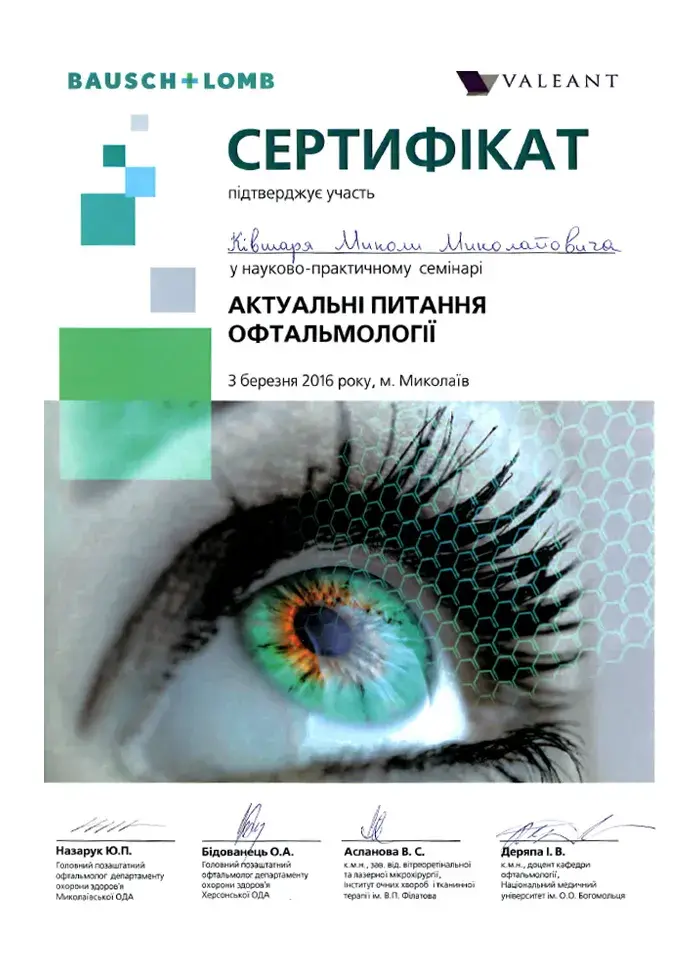 BAUSCH+LOMB
VALEANT
СЕРТИФІКАТ
підтверджує участь
Ківшаря Миколи Миколайовича
у науково-практичному семінарі
АКТУАЛЬНІ ПИТАННЯ
ОФТАЛЬМОЛОГІЇ
3 березня 2016 року, м. Миколаїв
Назарук Ю.П.
Головний позаштатний
офтальмолог департаменту
охорони здоров'я
Миколаївської ОДА
Бідованець О.А.
Головний позаштатний
офтальмолог департаменту
охорони здоров'я
Херсонської ОДА
Асланова В. С.
к.м.н., зав. від. вітреоретінальної
та лазерної мікрохірургії,
Інститут очних хвороб і тканинної
терапії ім. В.П. Філатова
Деряпа І. В.
к.м.н., доцент кафедри
офтальмології,
Національний медичний
університет ім. О.О. Богомольця